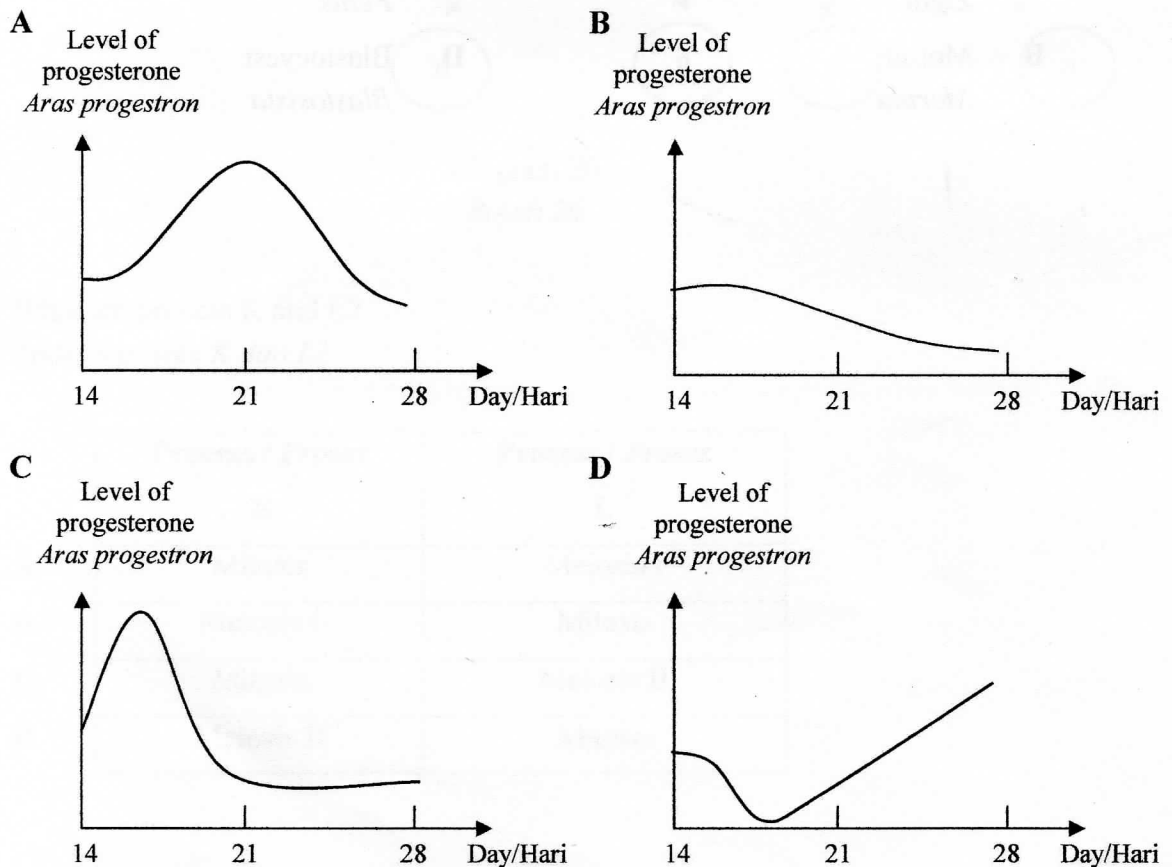 A
Level of
progesterone
Aras progestron
14
21
28
Day/Hari
B
Level of
progesterone
Aras progestron
14
21
28
Day/Hari
C
Level of
progesterone
Aras progestron
14
21
28
Day/Hari
D
Level of
progesterone
Aras progestron
14
21
28
Day/Hari